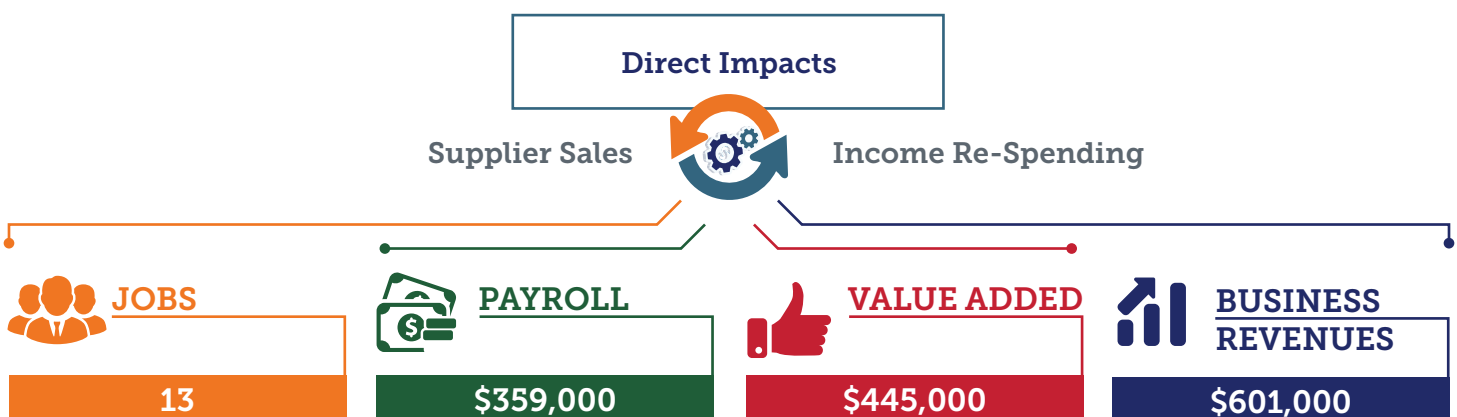 Direct Impacts
Supplier Sales
Income Re-Spending
JOBS
13
PAYROLL
$359,000
VALUE ADDED
$445,000
BUSINESS
REVENUES
$601,000